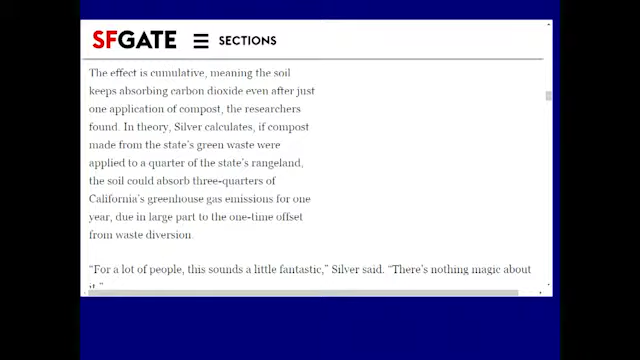 SFGATE SECTIONS
The effect is cumulative, meaning the soil
keeps absorbing carbon dioxide even after just
one application of compost, the researchers
found. In theory, Silver calculates, if compost
made from the state's green waste were
applied to a quarter of the state's rangeland,
the soil could absorb three-quarters of
California's greenhouse gas emissions for one
year, due in large part to the one-time offset
from waste diversion.
“For a lot of people, this sounds a little fantastic,” Silver said. “There's nothing magic about
it.”